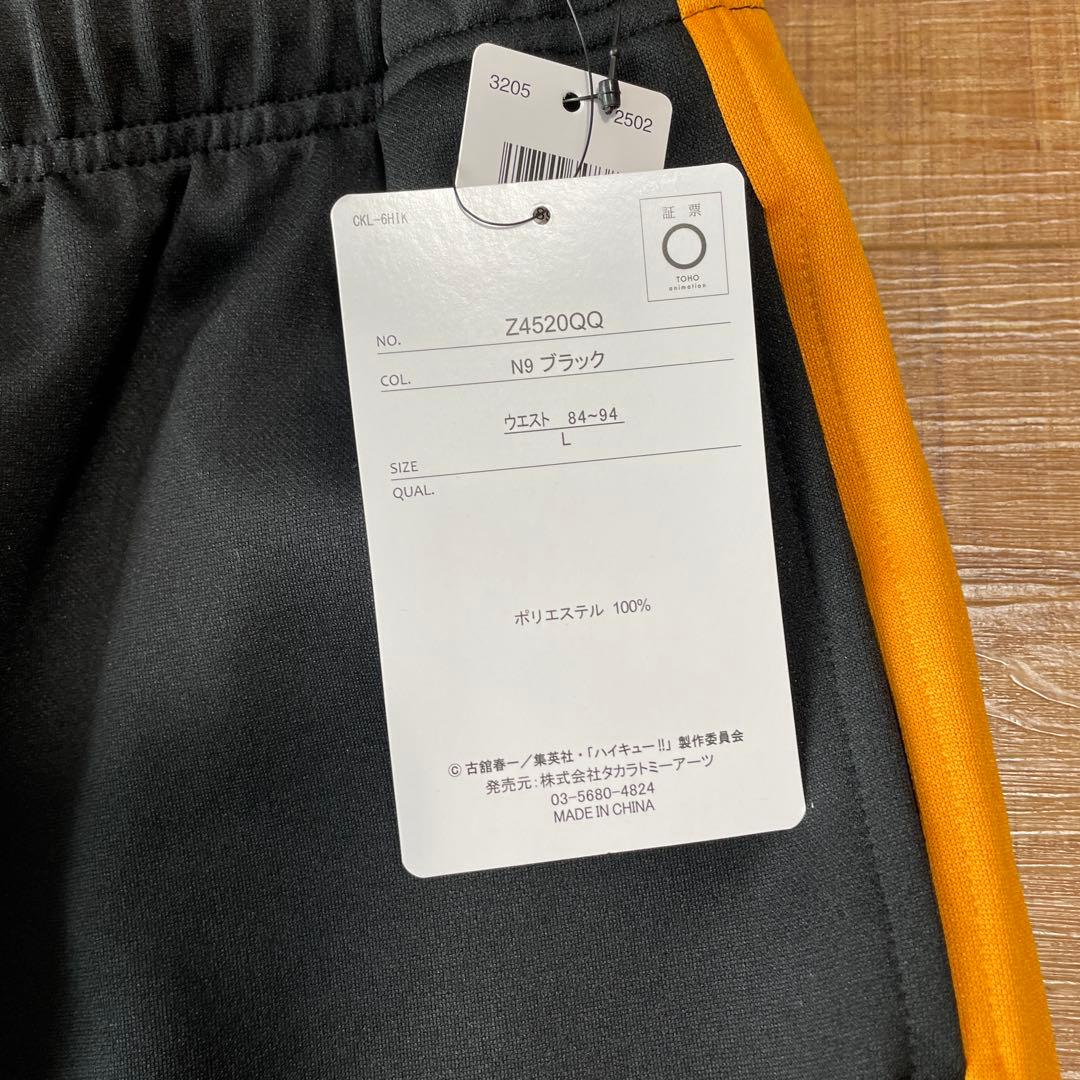 3205
2502
CKL-6HIK
証 票
TOHO
animation
NO. Z4520QQ
COL. N9 ブラック
ウエスト 84~94
L
SIZE
QUAL.
ポリエステル 100%
© 古舘春一／集英社・「ハイキュー!!」製作委員会
発売元：株式会社タカラトミーアーツ
03-5680-4824
MADE IN CHINA